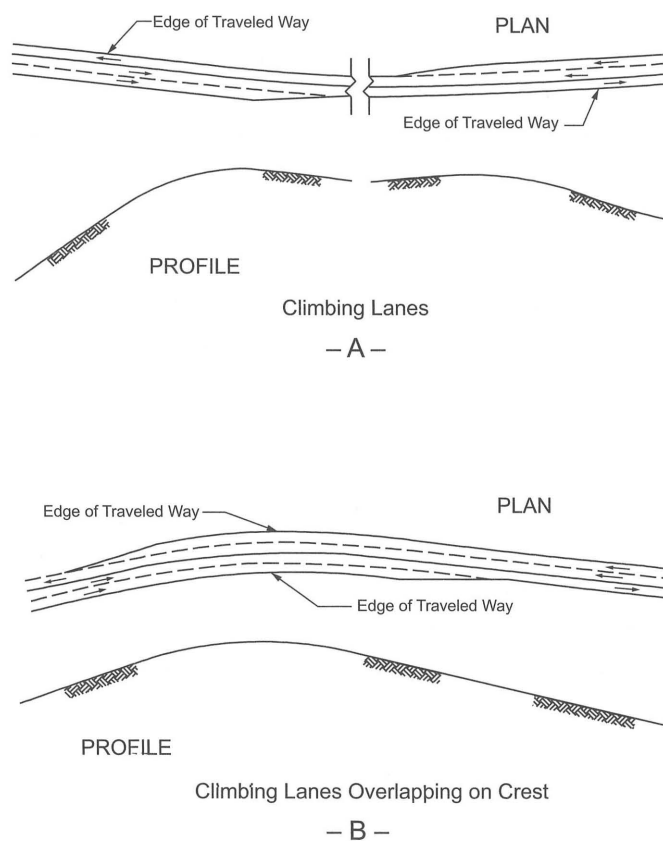 Edge of Traveled Way
PLAN
Edge of Traveled Way
PROFILE
Climbing Lanes
– A –
PLAN
Edge of Traveled Way
Edge of Traveled Way
PROFILE
Climbing Lanes Overlapping on Crest
– B –